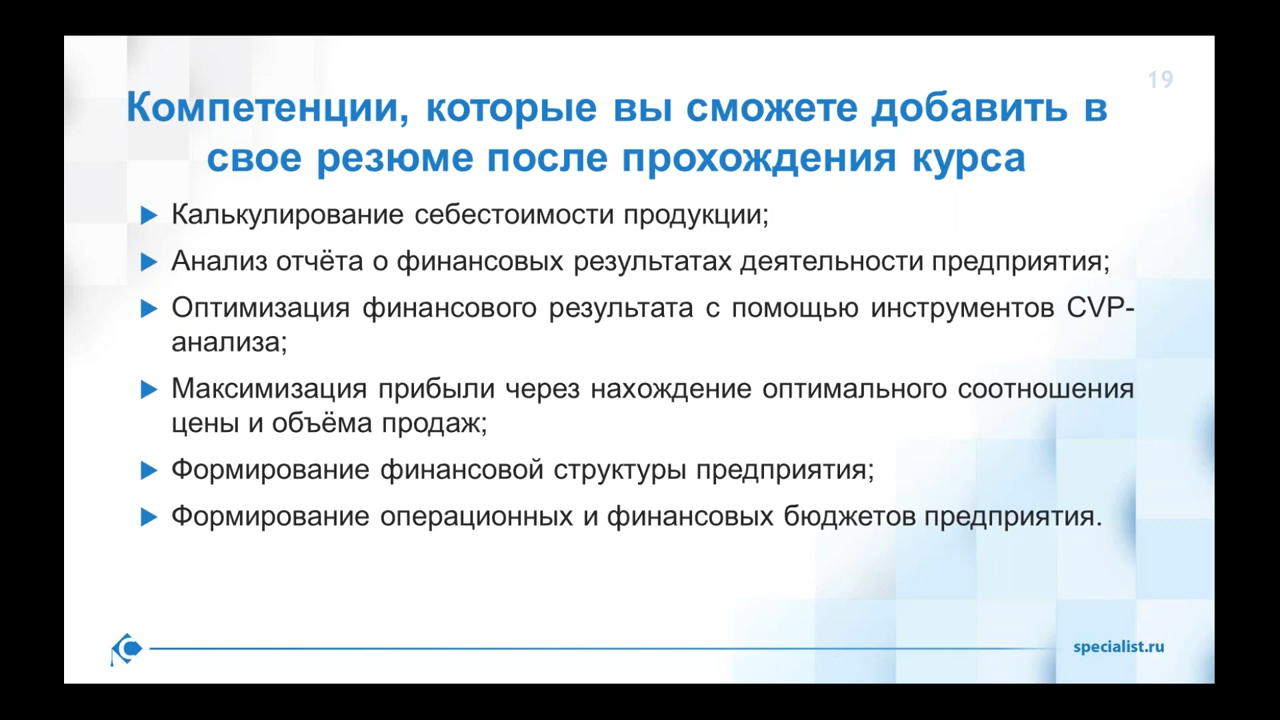 19
Компетенции, которые вы сможете добавить в
свое резюме после прохождения курса
Калькулирование себестоимости продукции;
Анализ отчёта о финансовых результатах деятельности предприятия;
Оптимизация финансового результата с помощью инструментов CVP-
анализа;
Максимизация прибыли через нахождение оптимального соотношения
цены и объёма продаж;
Формирование финансовой структуры предприятия;
Формирование операционных и финансовых бюджетов предприятия.
specialist.ru